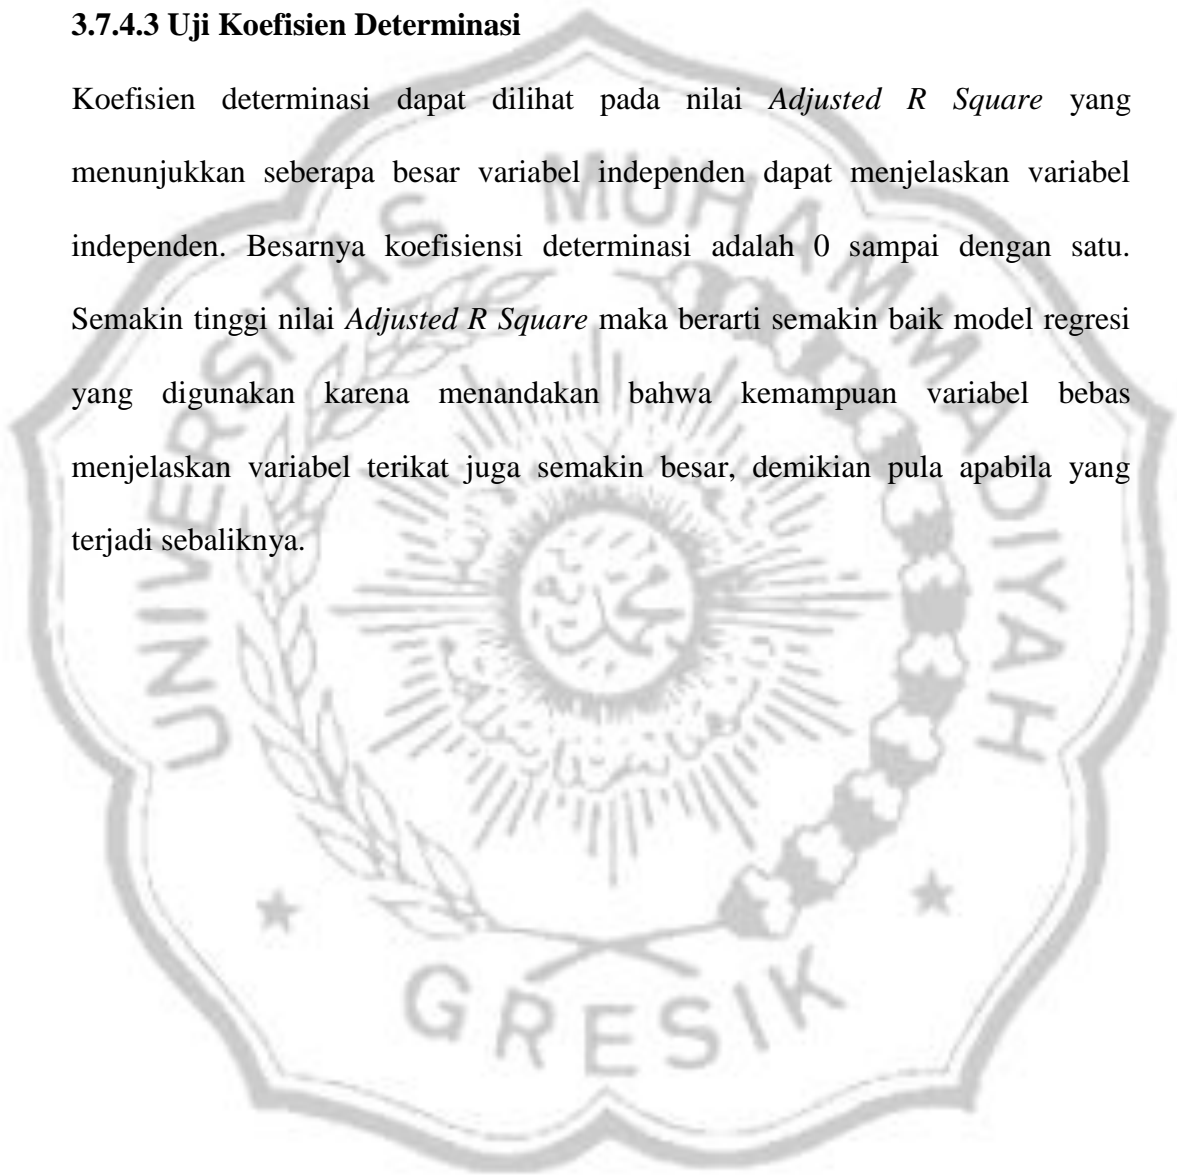 3.7.4.3 Uji Koefisien Determinasi
Koefisien determinasi dapat dilihat pada nilai Adjusted R Square yang
menunjukkan seberapa besar variabel independen dapat menjelaskan variabel
independen. Besarnya koefisiensi determinasi adalah 0 sampai dengan satu.
Semakin tinggi nilai Adjusted R Square maka berarti semakin baik model regresi
yang digunakan karena menandakan bahwa kemampuan variabel bebas
menjelaskan variabel terikat juga semakin besar, demikian pula apabila yang
terjadi sebaliknya.
UNIVERSITAS MUHAMMADIYAH
GRESIK